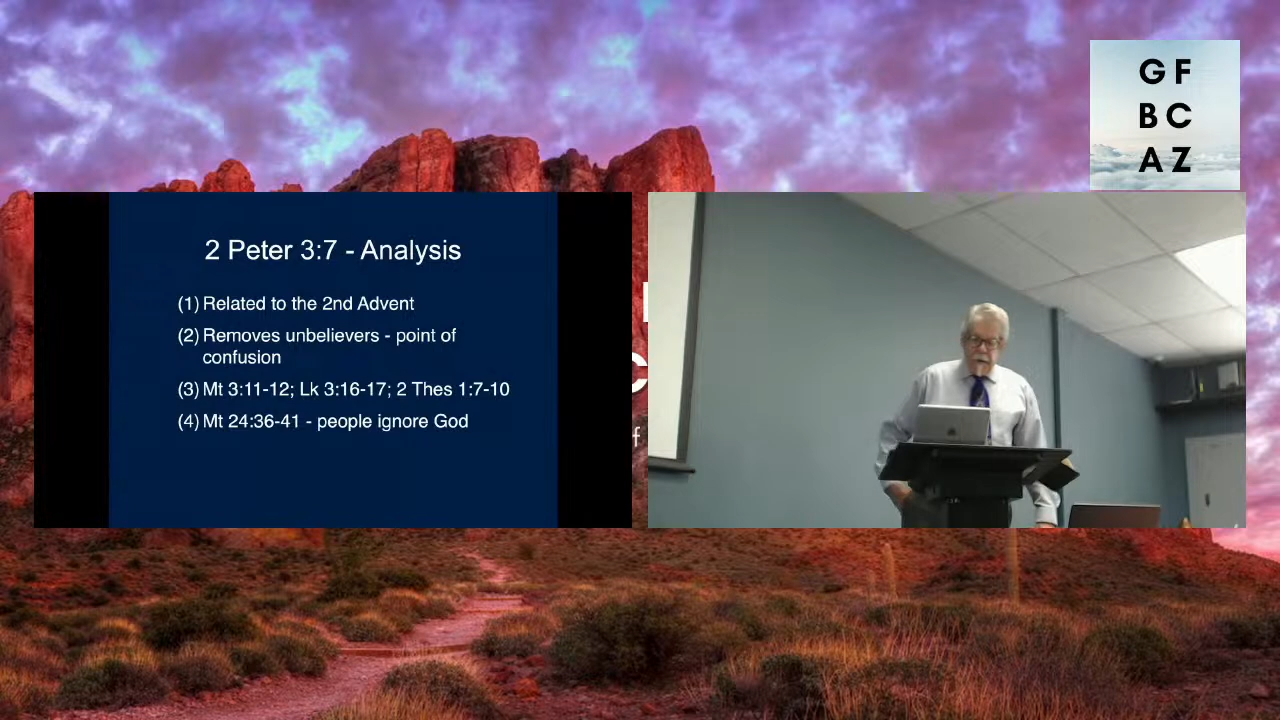 G F
B C
A Z
2 Peter 3:7 - Analysis
(1) Related to the 2nd Advent
(2) Removes unbelievers - point of
confusion
(3) Mt 3:11-12; Lk 3:16-17; 2 Thes 1:7-10
(4) Mt 24:36-41 - people ignore God